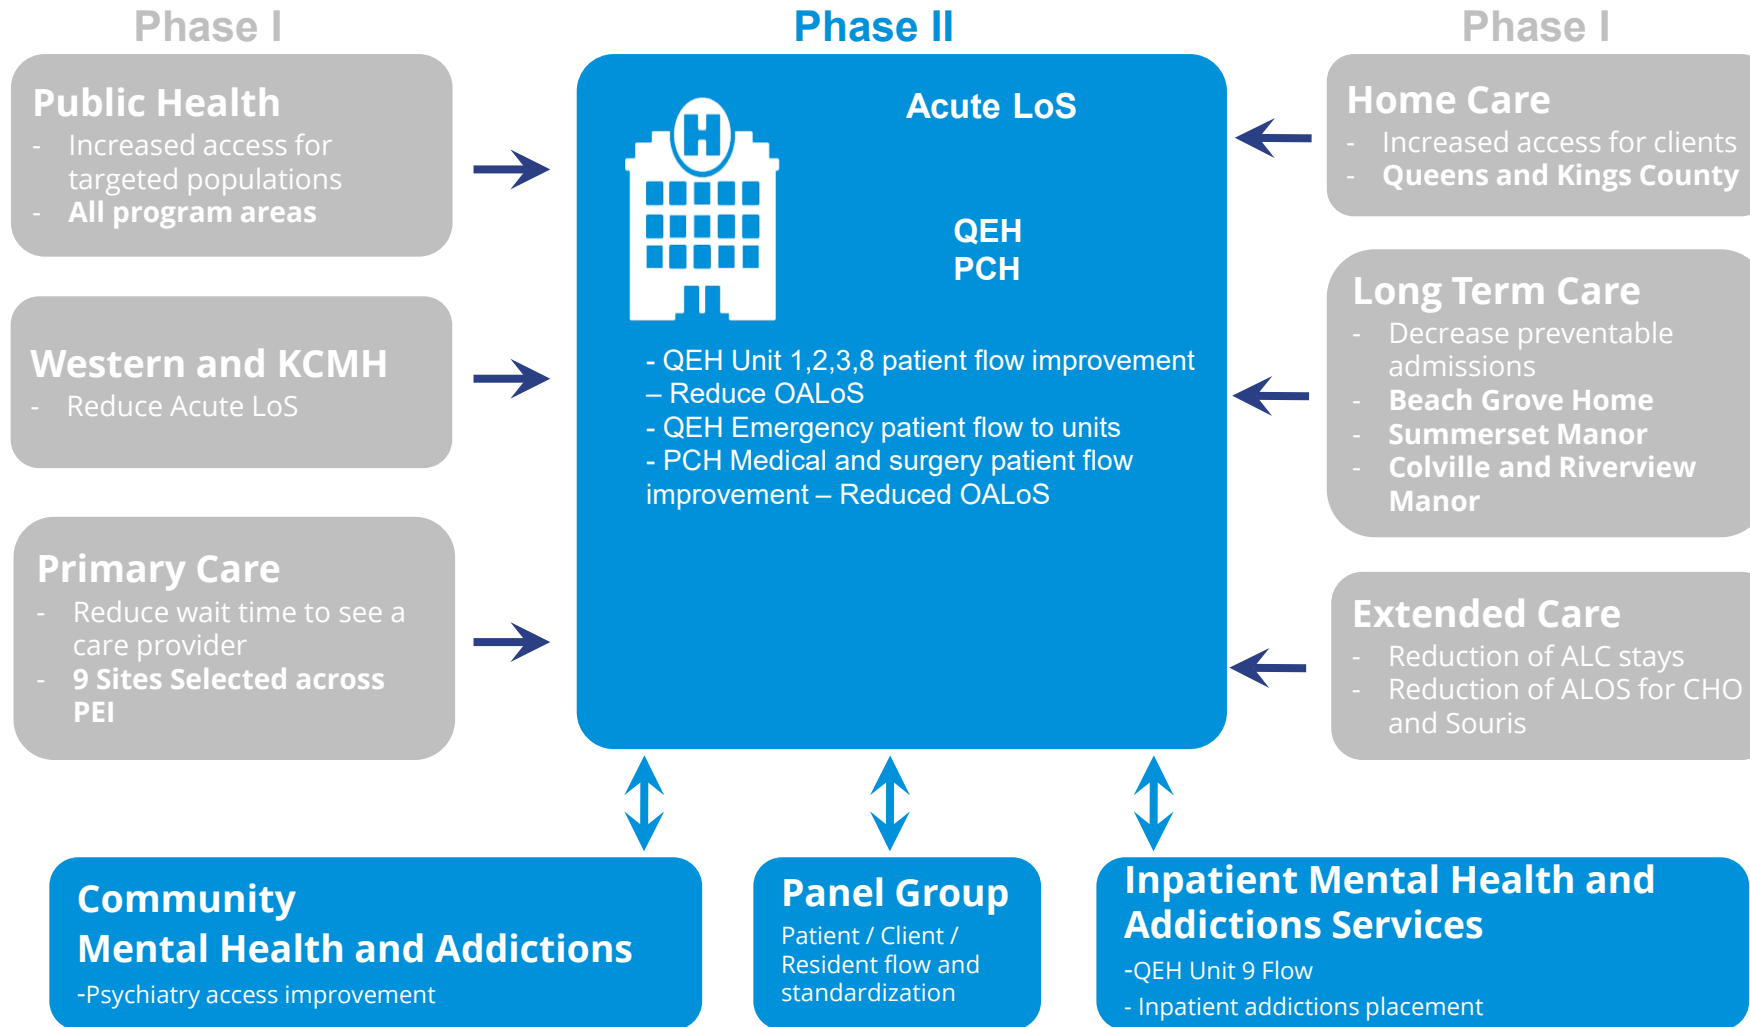 Phase I
Phase II
Phase I
Public Health
- Increased access for
targeted populations
- All program areas
Western and KCMH
- Reduce Acute LoS
Primary Care
- Reduce wait time to see a
care provider
- 9 Sites Selected across
PEI
H
Acute LoS
QEH
PCH
- QEH Unit 1,2,3,8 patient flow improvement
– Reduce OALoS
- QEH Emergency patient flow to units
- PCH Medical and surgery patient flow
improvement – Reduced OALoS
Home Care
- Increased access for clients
- Queens and Kings County
Long Term Care
- Decrease preventable
admissions
- Beach Grove Home
- Summerset Manor
- Colville and Riverview
Manor
Extended Care
- Reduction of ALC stays
- Reduction of ALOS for CHO
and Souris
Community
Mental Health and Addictions
-Psychiatry access improvement
Panel Group
Patient / Client /
Resident flow and
standardization
Inpatient Mental Health and
Addictions Services
-QEH Unit 9 Flow
- Inpatient addictions placement